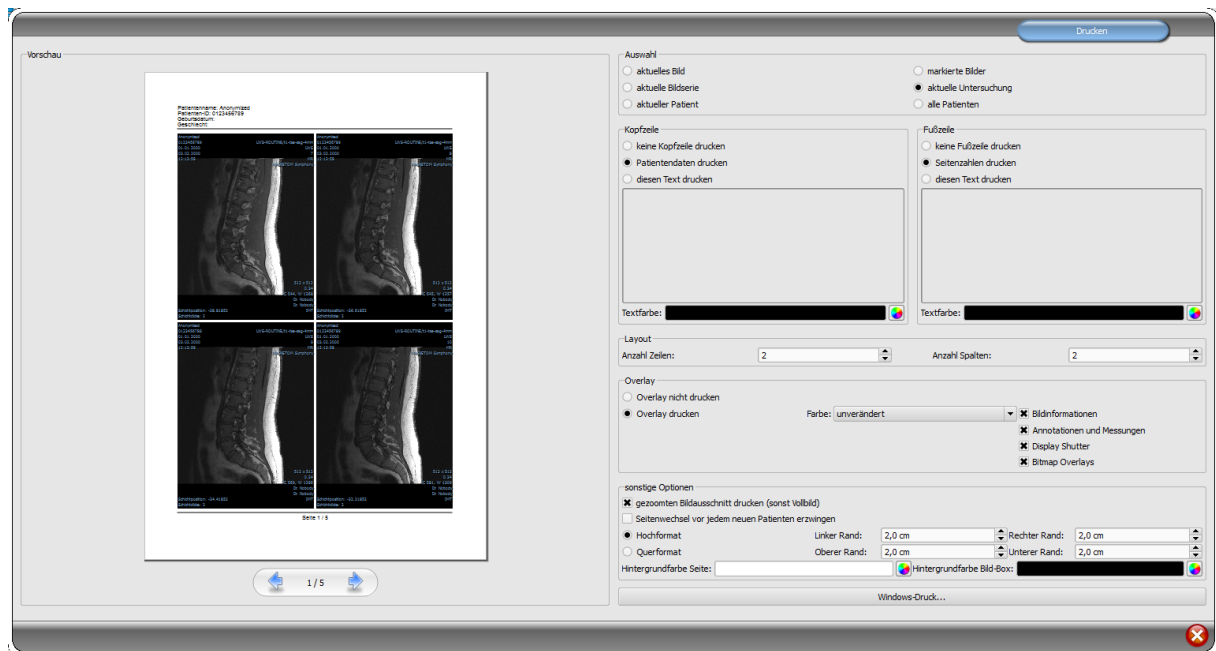 Drucken
Vorschau
Patientenname: Anonymized
Patienten-ID: 0123456789
Geburtsdatum:
Geschlecht:
Seite 1 / 5
1 / 5
Auswahl
aktuelles Bild
markierte Bilder
aktuelle Bildserie
aktuelle Untersuchung
aktueller Patient
alle Patienten
Kopfzeile
keine Kopfzeile drucken
Patientendaten drucken
diesen Text drucken
Textfarbe:
Fußzeile
keine Fußzeile drucken
Seitenzahlen drucken
diesen Text drucken
Textfarbe:
Layout
Anzahl Zeilen: 2 Anzahl Spalten: 2
Overlay
Overlay nicht drucken
Overlay drucken Farbe: unverändert Bildinformationen
Annotationen und Messungen
Display Shutter
Bitmap Overlays
sonstige Optionen
gezoomten Bildausschnitt drucken (sonst Vollbild)
Seitenwechsel vor jedem neuen Patienten erzwingen
Hochformat Linker Rand: 2,0 cm Rechter Rand: 2,0 cm
Querformat Oberer Rand: 2,0 cm Unterer Rand: 2,0 cm
Hintergrundfarbe Seite: Hintergrundfarbe Bild-Box:
Windows-Druck...